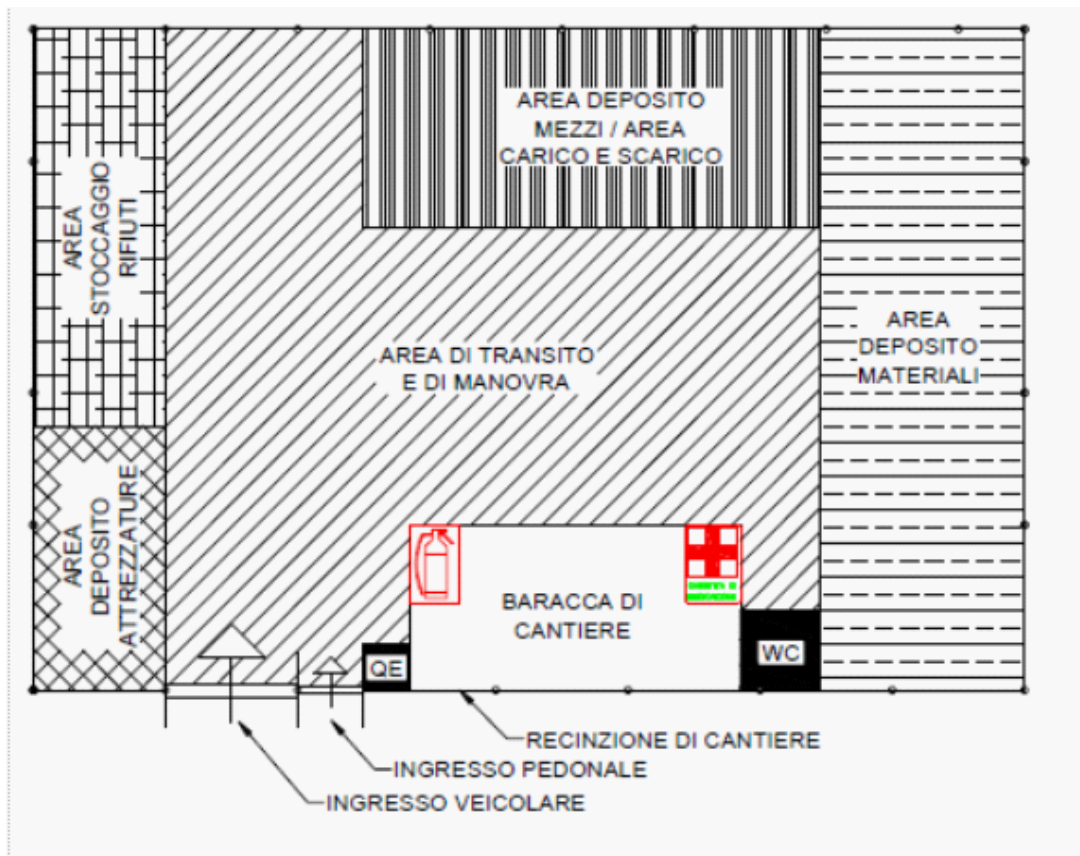 AREA DEPOSITO
MEZZI / AREA
CARICO E SCARICO
AREA
STOCCAGGIO
RIFIUTI
AREA DI TRANSITO
E DI MANOVRA
AREA
DEPOSITO
MATERIALI
AREA
DEPOSITO
ATTREZZATURE
BARACCA DI
CANTIERE
QE
WC
RECINZIONE DI CANTIERE
INGRESSO PEDONALE
INGRESSO VEICOLARE